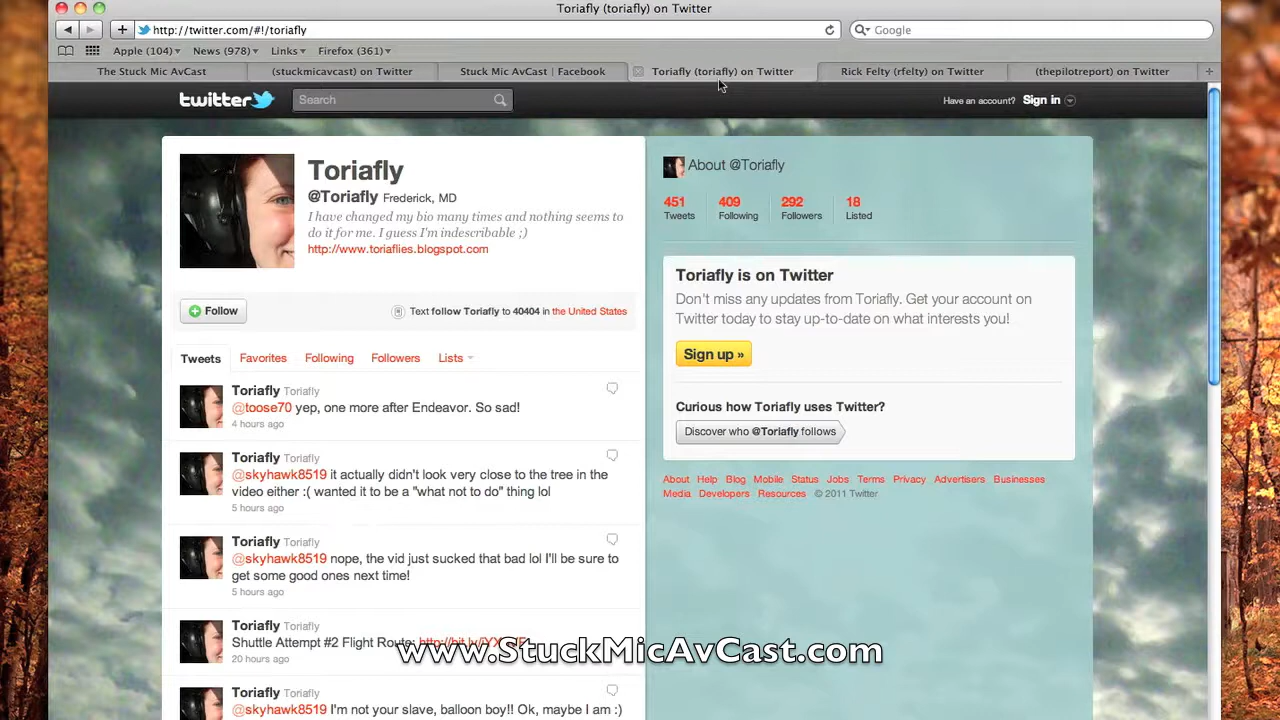 Toriafly (toriafly) on Twitter
http://twitter.com/#!/toriafly
Google
Apple (104) News (978) Links Firefox (361)
The Stuck Mic AvCast
(stuckmicavcast) on Twitter
Stuck Mic AvCast | Facebook
Toriafly (toriafly) on Twitter
Rick Felty (rfelty) on Twitter
(thepilotreport) on Twitter
twitter
Search
Have an account? Sign in
Toriafly
@Toriafly Frederick, MD
I have changed my bio many times and nothing seems to
do it for me. I guess I'm indescribable ;)
http://www.toriaflies.blogspot.com
Follow
Text follow Toriafly to 40404 in the United States
Tweets Favorites Following Followers Lists
Toriafly Toriafly
@toose70 yep, one more after Endeavor. So sad!
4 hours ago
Toriafly Toriafly
@skyhawk8519 it actually didn't look very close to the tree in the
video either :( wanted it to be a "what not to do" thing lol
5 hours ago
Toriafly Toriafly
@skyhawk8519 nope, the vid just sucked that bad lol I'll be sure to
get some good ones next time!
5 hours ago
Toriafly Toriafly
Shuttle Attempt #2 Flight Route:
20 hours ago
Toriafly Toriafly
@skyhawk8519 I'm not your slave, balloon boy!! Ok, maybe I am :)
About @Toriafly
451 409 292 18
Tweets Following Followers Listed
Toriafly is on Twitter
Don't miss any updates from Toriafly. Get your account on
Twitter today to stay up-to-date on what interests you!
Sign up »
Curious how Toriafly uses Twitter?
Discover who @Toriafly follows
About Help Blog Mobile Status Jobs Terms Privacy Advertisers Businesses
Media Developers Resources © 2011 Twitter
www.StuckMicAvCast.com